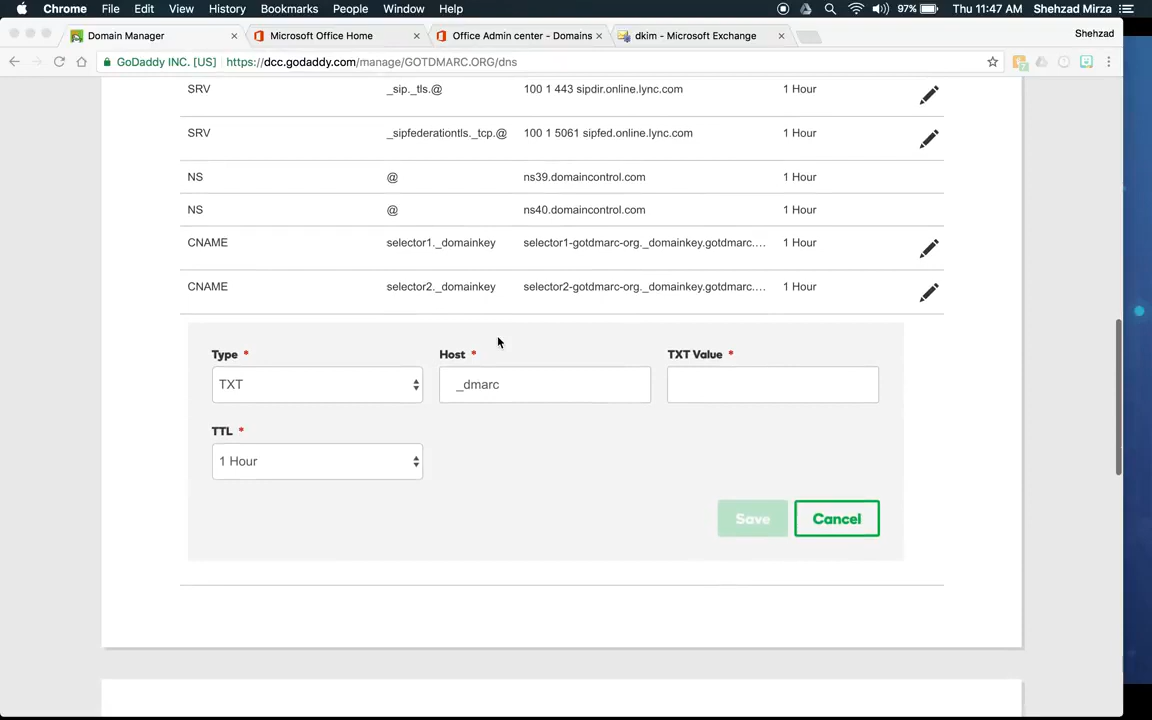 Chrome File Edit View History Bookmarks People Window Help 97% Thu 11:47 AM Shehzad Mirza
Domain Manager Microsoft Office Home Office Admin center - Domains dkim - Microsoft Exchange Shehzad
GoDaddy INC. [US] https://dcc.godaddy.com/manage/GOTDMARC.ORG/dns
SRV _sip._tls.@ 100 1 443 sipdir.online.lync.com 1 Hour
SRV _sipfederationtls._tcp.@ 100 1 5061 sipfed.online.lync.com 1 Hour
NS @ ns39.domaincontrol.com 1 Hour
NS @ ns40.domaincontrol.com 1 Hour
CNAME selector1._domainkey selector1-gotdmarc-org._domainkey.gotdmarc.... 1 Hour
CNAME selector2._domainkey selector2-gotdmarc-org._domainkey.gotdmarc.... 1 Hour
Type * Host * TXT Value *
TXT _dmarc
TTL *
1 Hour
Save Cancel